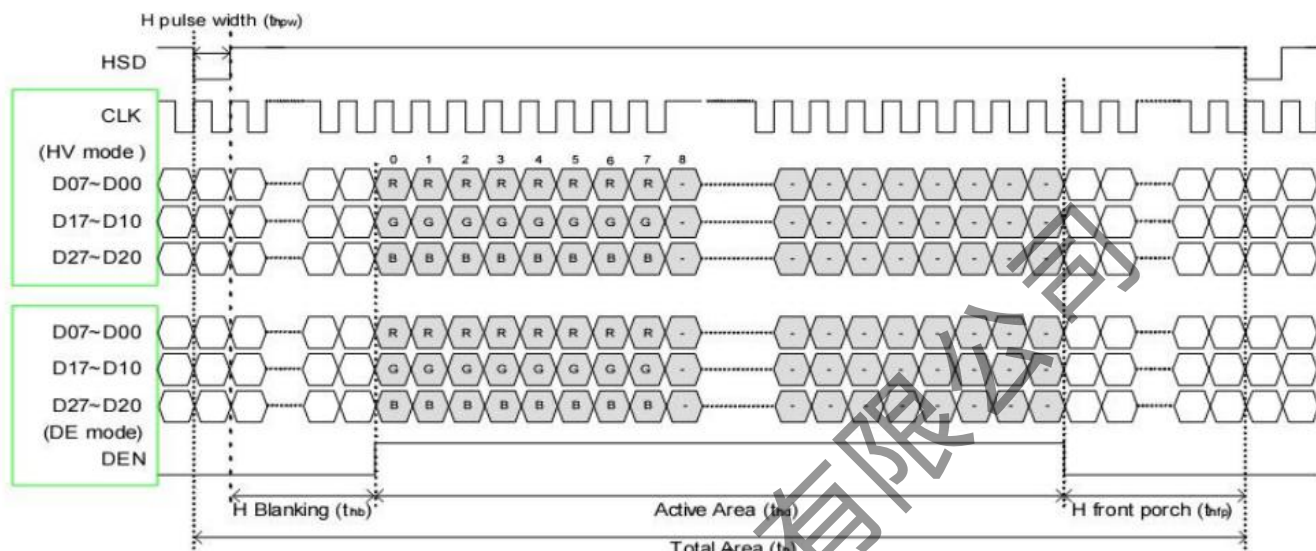 H pulse width (thpw)
HSD
CLK
(HV mode )
0 1 2 3 4 5 6 7 8
D07~D00 R R R R R R R R - - - - - - - - -
D17~D10 G G G G G G G G - - - - - - - - -
D27~D20 B B B B B B B B - - - - - - - - -
D07~D00 R R R R R R R R - - - - - - - - -
D17~D10 G G G G G G G G - - - - - - - - -
D27~D20 B B B B B B B B - - - - - - - - -
(DE mode)
DEN
H Blanking (thb) Active Area (thd) H front porch (thfp)
Total Area (th)
有限公司